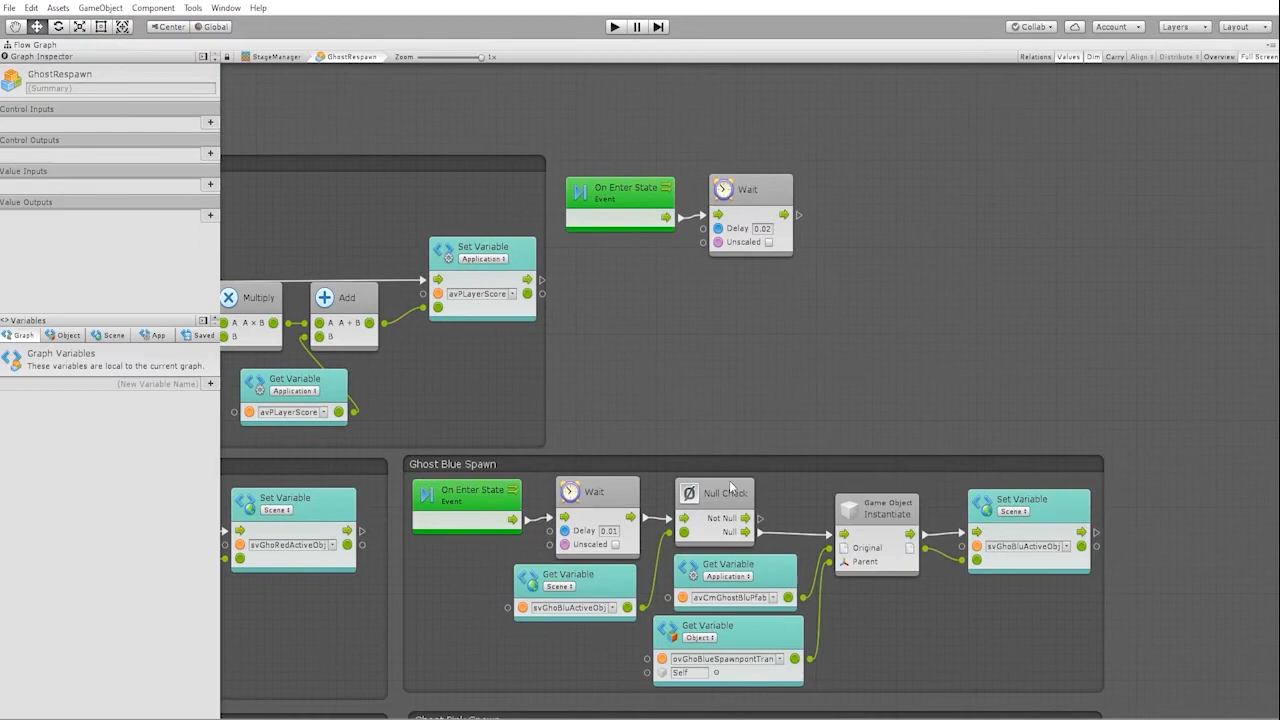 File Edit Assets GameObject Component Tools Window Help
Center Global Collab Account Layers Layout
Flow Graph
Graph Inspector StageManager GhostRespawn Zoom 1x Relations Values Dim Carry Align Distribute Overview Full Screen
GhostRespawn
(Summary)
Control Inputs
Control Outputs
Value Inputs
Value Outputs
On Enter State
Event
Wait
Delay 0.02
Unscaled
Set Variable
Application
avPLayerScore
Multiply
A A × B
B
Add
A A + B
B
Get Variable
Application
avPLayerScore
<> Variables
Graph Object Scene App Saved
Graph Variables
These variables are local to the current graph.
(New Variable Name)
Ghost Blue Spawn
Set Variable
Scene
svGhoRedActiveObj
On Enter State
Event
Wait
Delay 0.01
Unscaled
Null Check
Not Null
Null
Game Object
Instantiate
Original
Parent
Set Variable
Scene
svGhoBluActiveObj
Get Variable
Scene
svGhoBluActiveObj
Get Variable
Application
avCmGhostBluPfab
Get Variable
Object
ovGhoBlueSpawnpontTran
Self
Ghost Pink Spawn